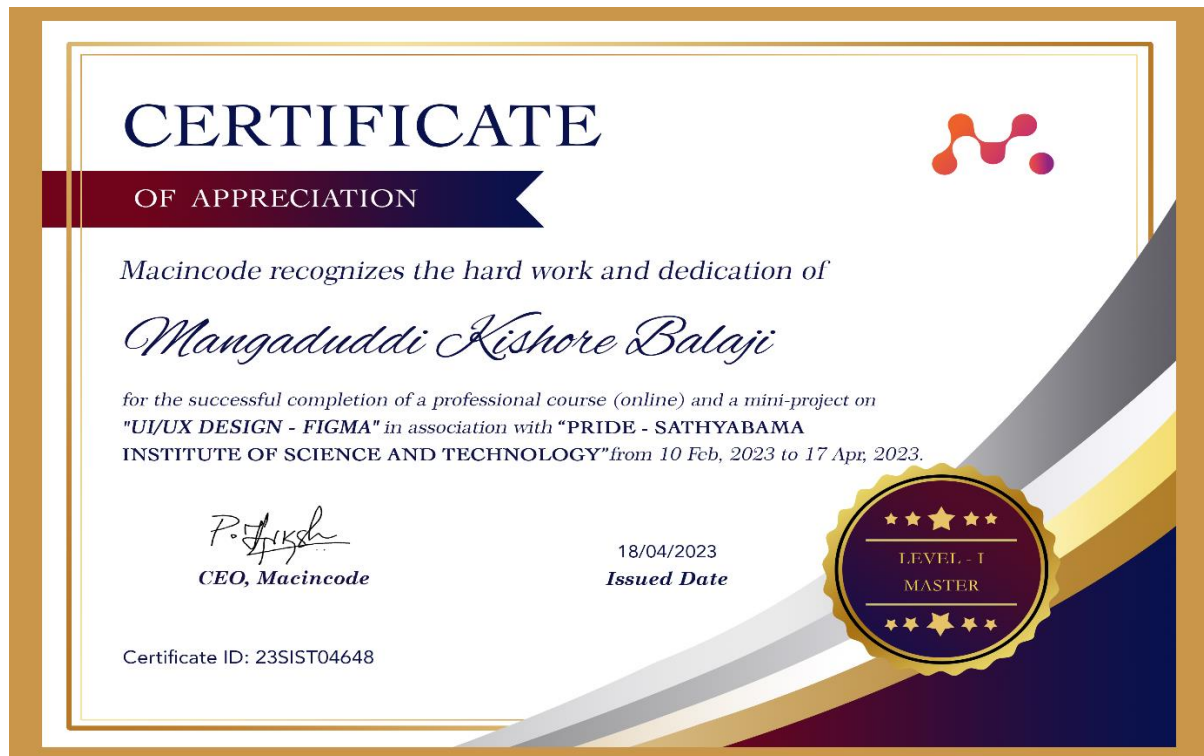 CERTIFICATE
OF APPRECIATION
Macincode recognizes the hard work and dedication of
Mangaduddi Kishore Balaji
for the successful completion of a professional course (online) and a mini-project on
"UI/UX DESIGN - FIGMA" in association with “PRIDE - SATHYABAMA
INSTITUTE OF SCIENCE AND TECHNOLOGY” from 10 Feb, 2023 to 17 Apr, 2023.
CEO, Macincode
18/04/2023
Issued Date
LEVEL - I
MASTER
Certificate ID: 23SIST04648